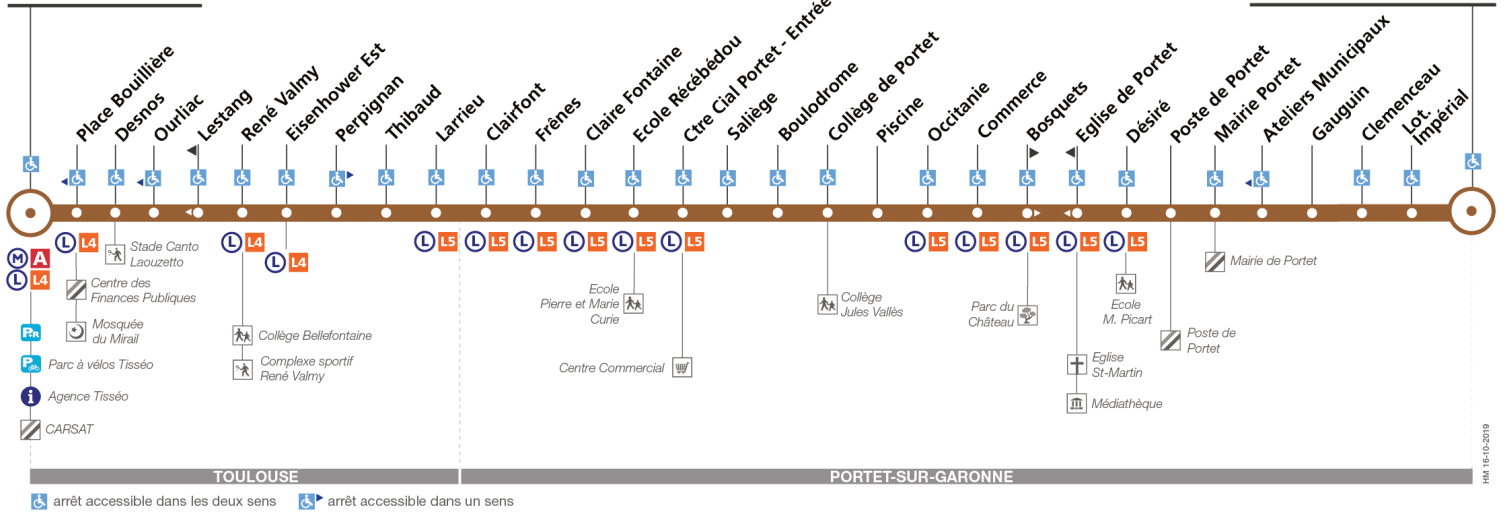 Place Bouillière
Desnos
Ourliac
Lestang
René Valmy
Eisenhower Est
Perpignan
Thibaud
Larrieu
Clairfont
Frênes
Claire Fontaine
Ecole Récébédou
Ctre Cial Portet - Entrée
Saliège
Boulodrome
Collège de Portet
Piscine
Occitanie
Commerce
Bosquets
Eglise de Portet
Désiré
Poste de Portet
Mairie Portet
Ateliers Municipaux
Gauguin
Clemenceau
Lot.
Impérial
M A
L L4
L L4
L L4
L L4
L L5
L L5
L L5
L L5
L L5
L L5
L L5
L L5
L L5
L L5
L L5
Stade Canto
Laouzetto
Centre des
Finances Publiques
Mosquée
du Mirail
P+R
Parc à vélos Tisséo
Agence Tisséo
CARSAT
Collège Bellefontaine
Complexe sportif
René Valmy
Ecole
Pierre et Marie
Curie
Centre Commercial
Collège
Jules Vallès
Parc du
Château
Eglise
St-Martin
Médiathèque
Ecole
M. Picart
Poste de
Portet
Mairie de Portet
TOULOUSE
PORTET-SUR-GARONNE
arrêt accessible dans les deux sens
arrêt accessible dans un sens
HM 16-10-2019